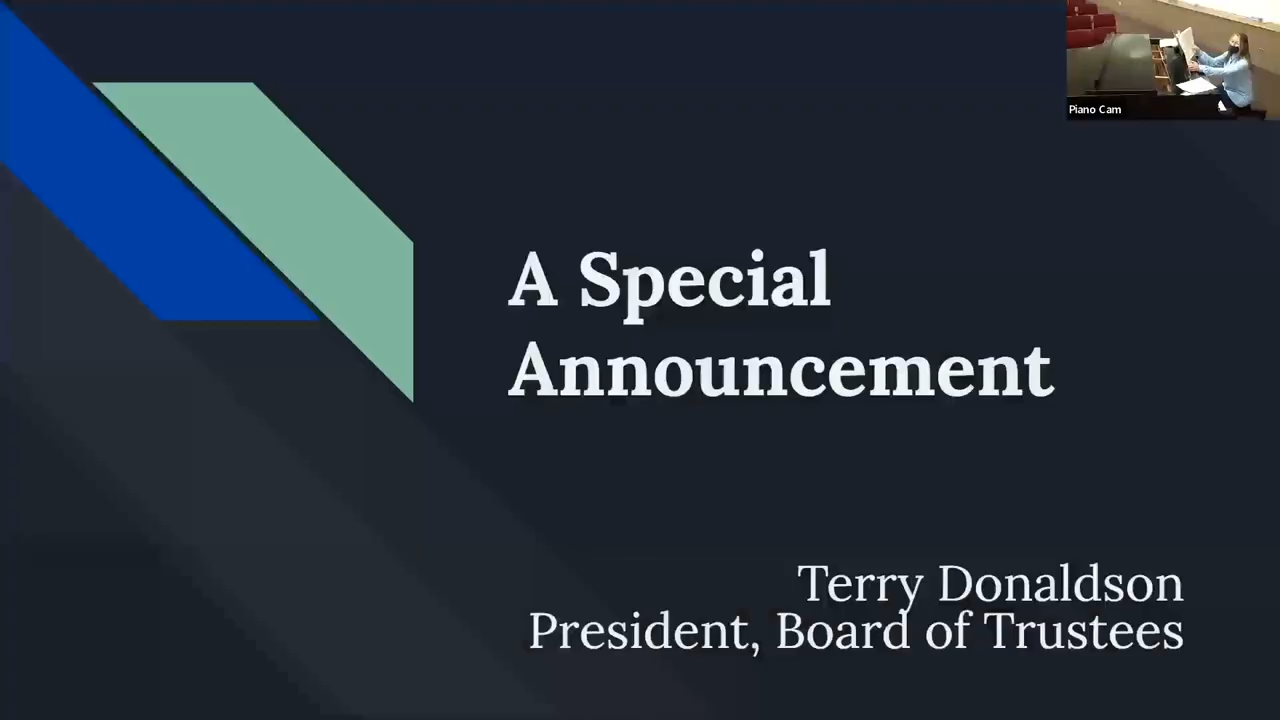 Piano Cam
A Special
Announcement
Terry Donaldson
President, Board of Trustees